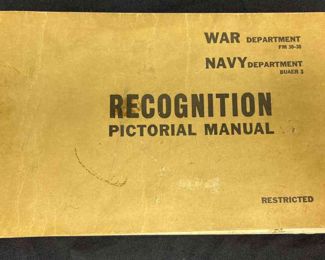 WAR DEPARTMENT
FM 30-30
NAVY DEPARTMENT
BUAER 3
RECOGNITION
PICTORIAL MANUAL
RESTRICTED